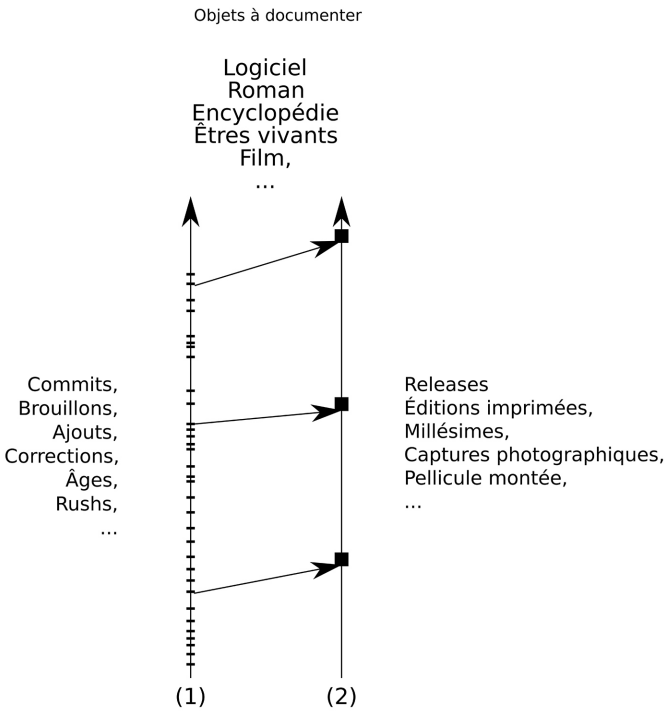 Objets à documenter
Logiciel
Roman
Encyclopédie
Êtres vivants
Film,
...
Commits,
Brouillons,
Ajouts,
Corrections,
Âges,
Rushs,
...
Releases
Éditions imprimées,
Millésimes,
Captures photographiques,
Pellicule montée,
...
(1)
(2)